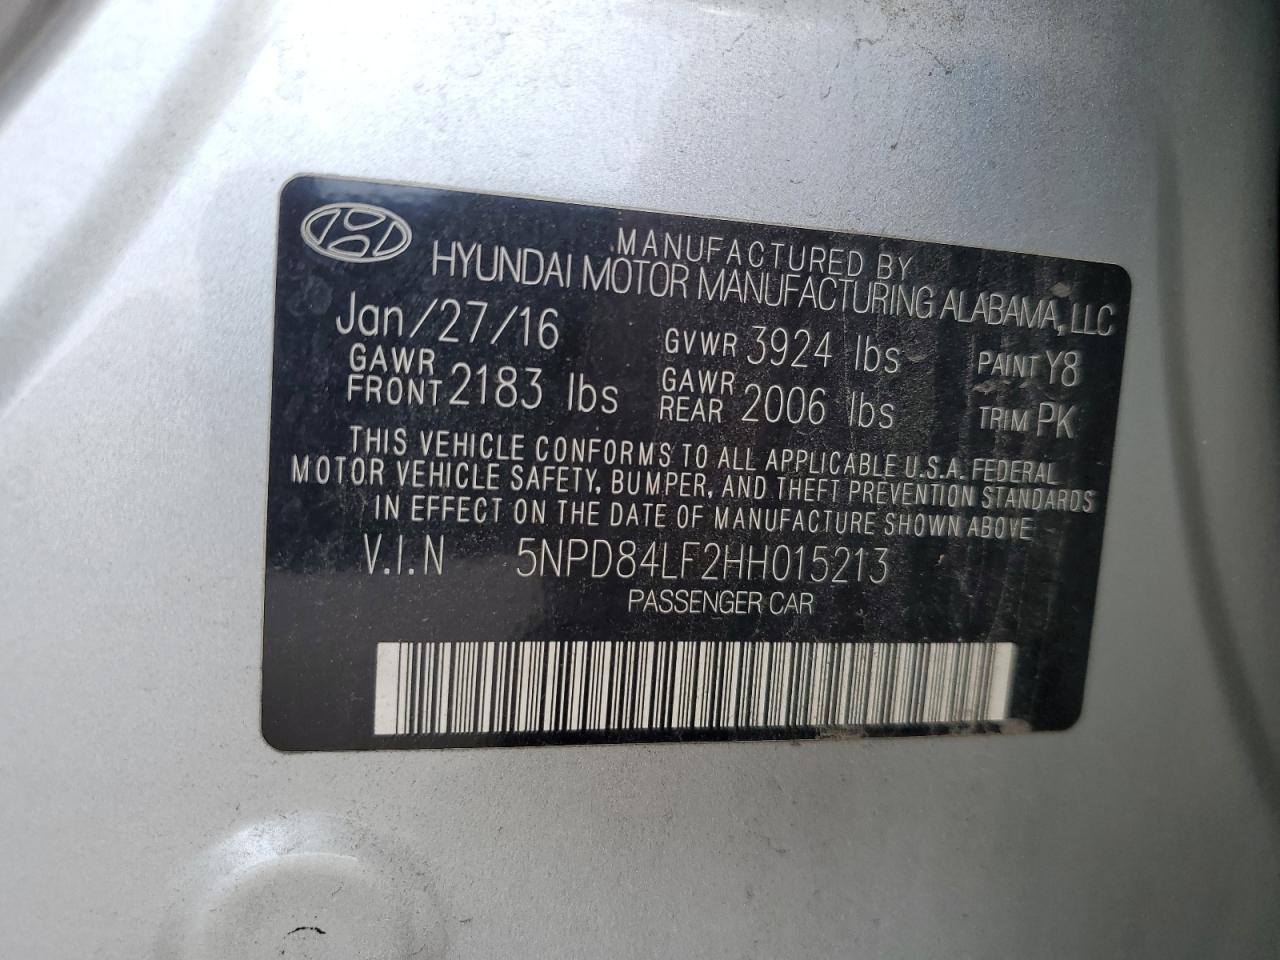 MANUFACTURED BY
HYUNDAI MOTOR MANUFACTURING ALABAMA, LLC
Jan/27/16 GVWR 3924 lbs PAINT Y8
GAWR FRONT 2183 lbs GAWR REAR 2006 lbs TRIM PK
THIS VEHICLE CONFORMS TO ALL APPLICABLE U.S.A. FEDERAL
MOTOR VEHICLE SAFETY, BUMPER, AND THEFT PREVENTION STANDARDS
IN EFFECT ON THE DATE OF MANUFACTURE SHOWN ABOVE
V.I.N 5NPD84LF2HH015213
PASSENGER CAR